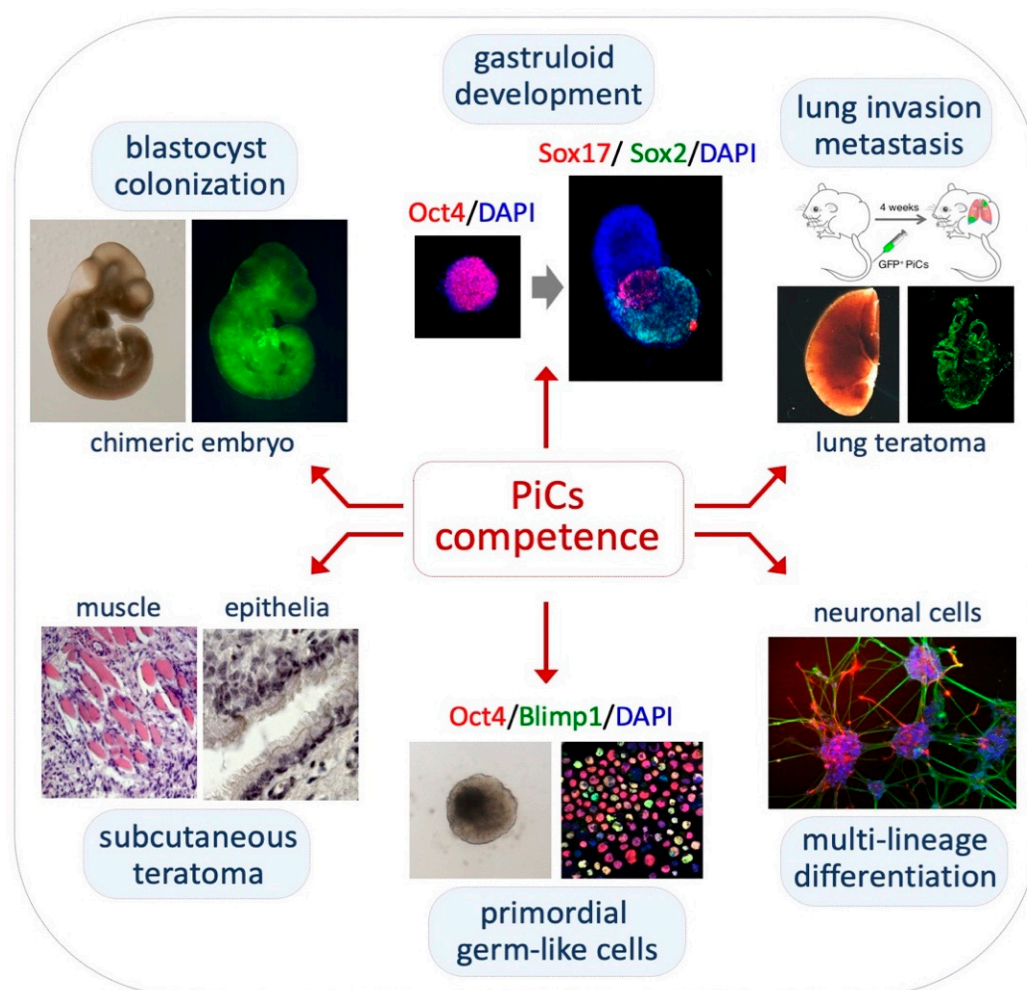 gastruloid
development
blastocyst
colonization
lung invasion
metastasis
Sox17/ Sox2/DAPI
Oct4/DAPI
4 weeks
GFP⁺ PiCs
chimeric embryo
lung teratoma
PiCs
competence
muscle
epithelia
neuronal cells
Oct4/Blimp1/DAPI
subcutaneous
teratoma
multi-lineage
differentiation
primordial
germ-like cells